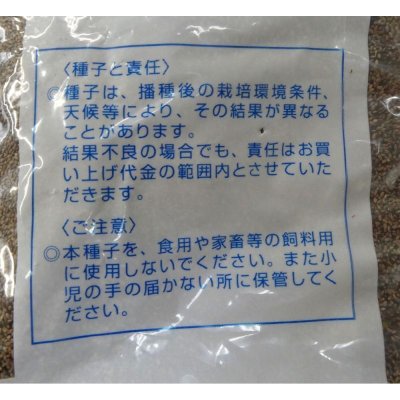 〈種子と責任〉
◎種子は、播種後の栽培環境条件、
天候等により、その結果が異なる
ことがあります。
結果不良の場合でも、責任はお買
い上げ代金の範囲内とさせていた
だきます。
〈ご注意〉
◎本種子を、食用や家畜等の飼料用
に使用しないでください。また小
児の手の届かない所に保管してく
ださい。